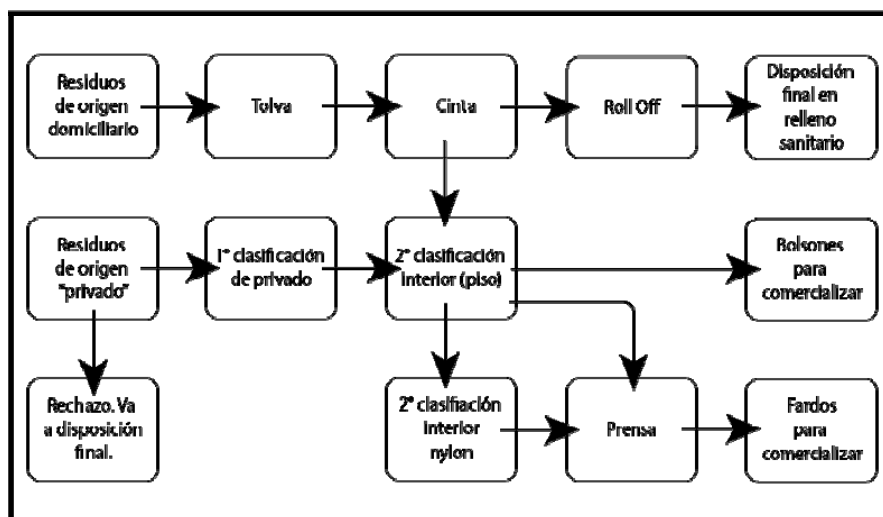 Residuos
de origen
domiciliario
Tolva
Cinta
Roll Off
Disposición
final en
relleno
sanitario
Residuos
de origen
"privado"
1° clasificación
de privado
2° clasificación
interior (piso)
Bolsones
para
comercializar
Rechazo. Va
a disposición
final.
2° clasifiación
interior
nylon
Prensa
Fardos
para
comercializar